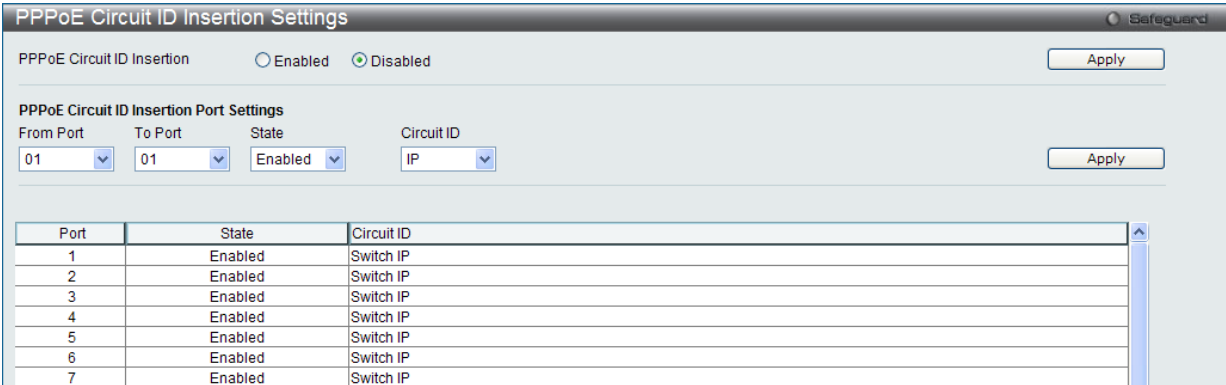 PPPoE Circuit ID Insertion Settings
Safeguard
PPPoE Circuit ID Insertion Enabled Disabled Apply
PPPoE Circuit ID Insertion Port Settings
From Port To Port State Circuit ID
01 01 Enabled IP Apply
Port State Circuit ID
1 Enabled Switch IP
2 Enabled Switch IP
3 Enabled Switch IP
4 Enabled Switch IP
5 Enabled Switch IP
6 Enabled Switch IP
7 Enabled Switch IP